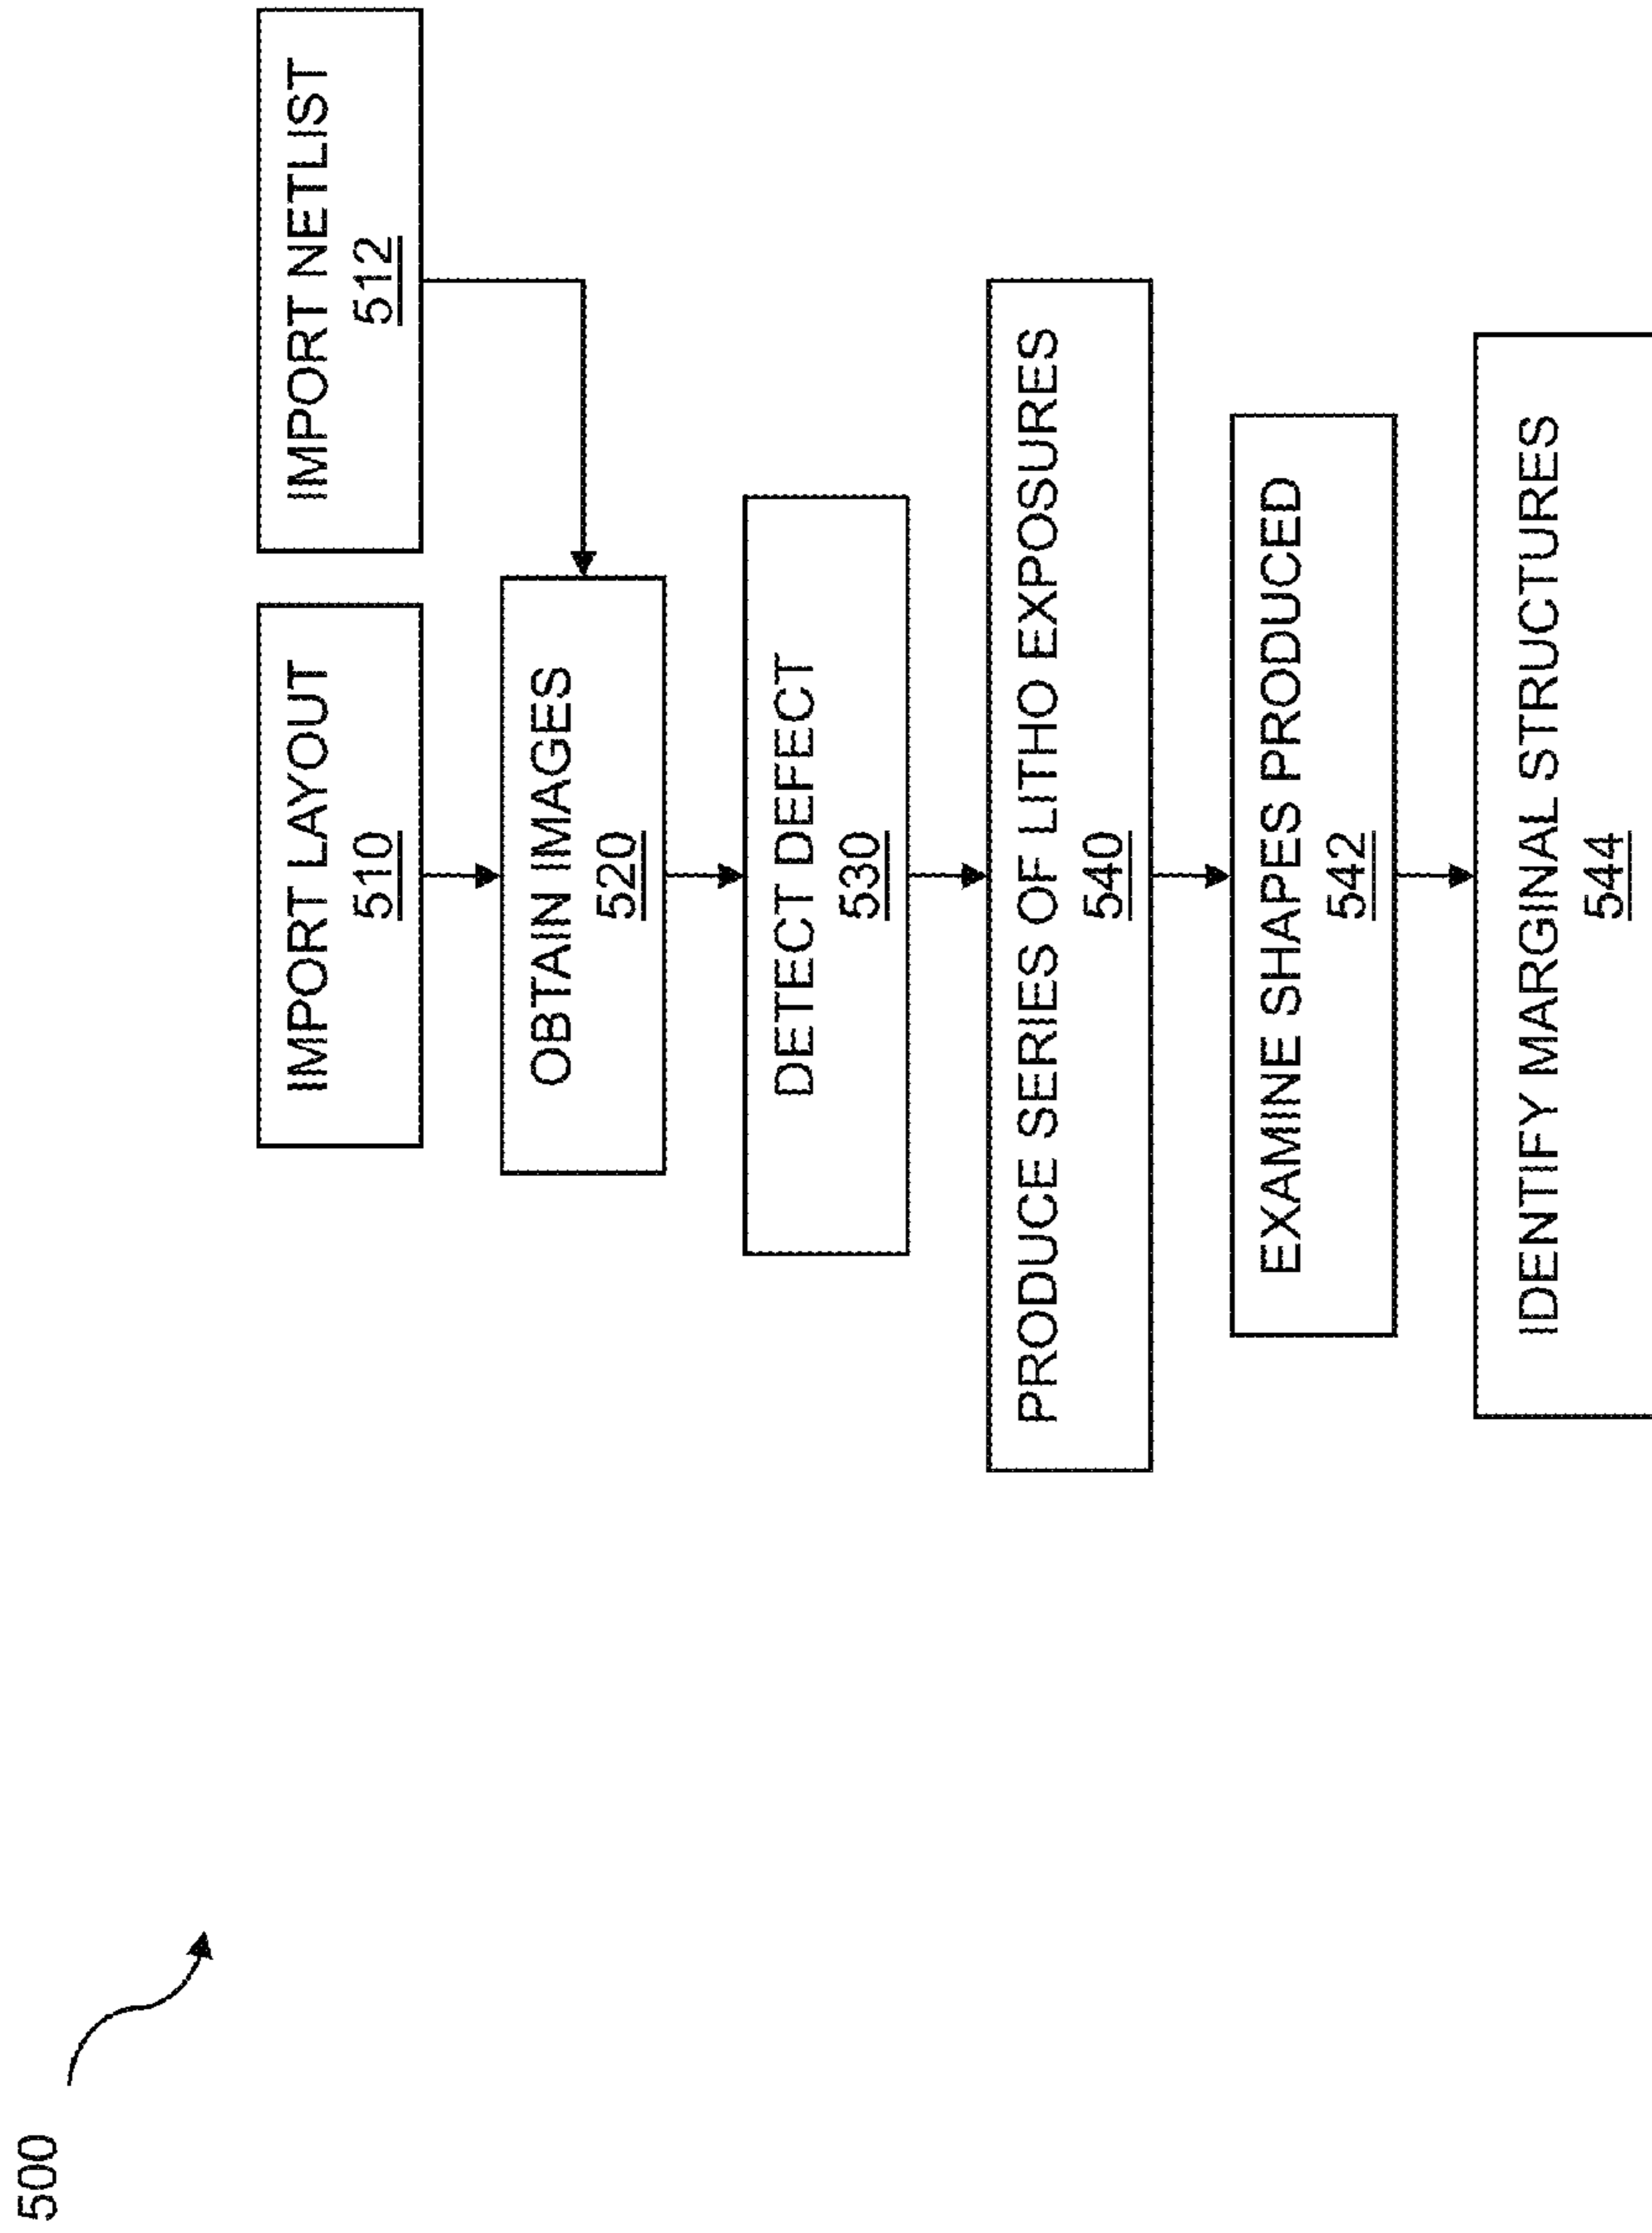 500
IMPORT LAYOUT
510
IMPORT NETLIST
512
OBTAIN IMAGES
520
DETECT DEFECT
530
PRODUCE SERIES OF LITHO EXPOSURES
540
EXAMINE SHAPES PRODUCED
542
IDENTIFY MARGINAL STRUCTURES
544